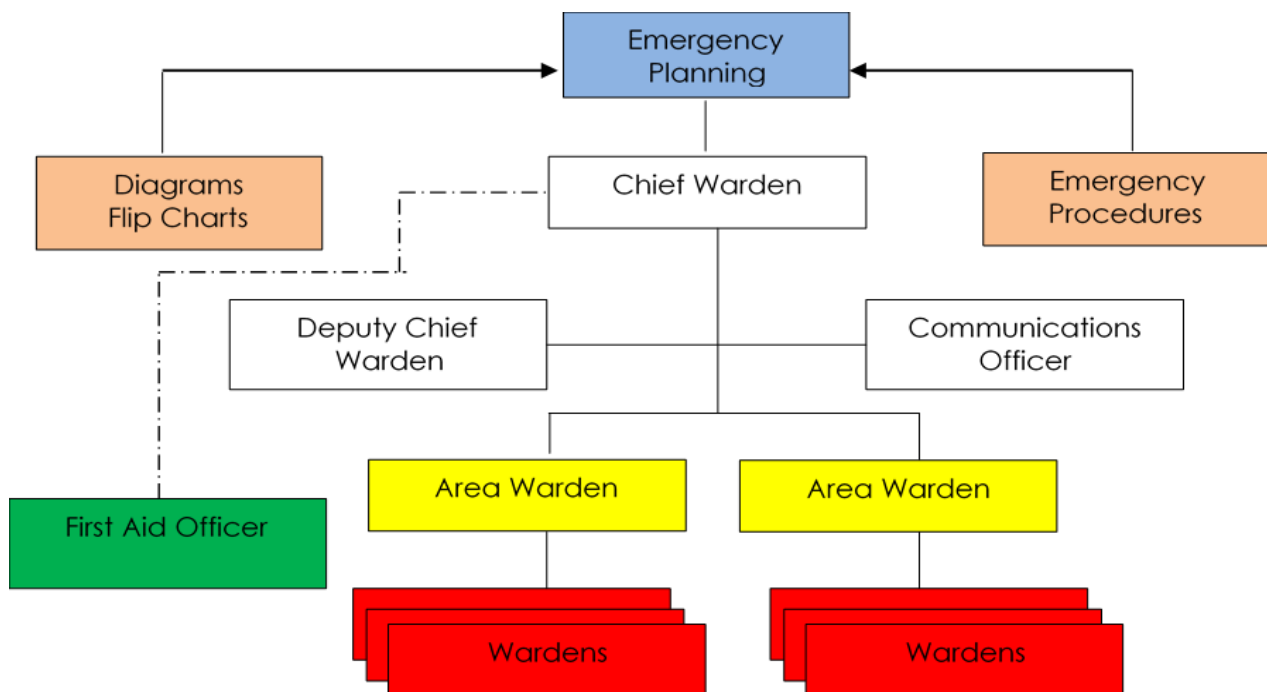 Emergency
Planning
Diagrams
Flip Charts
Chief Warden
Emergency
Procedures
Deputy Chief
Warden
Communications
Officer
Area Warden
Area Warden
First Aid Officer
Wardens
Wardens